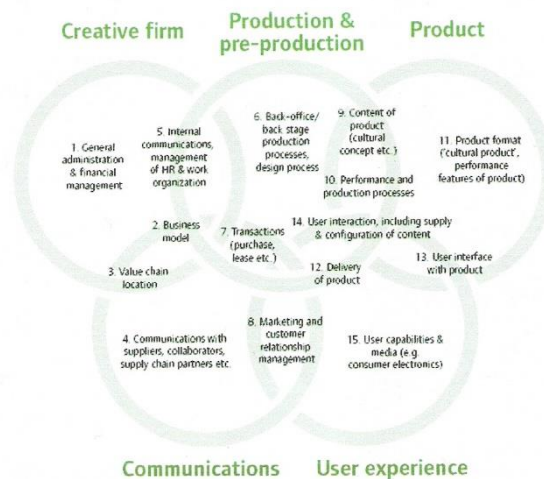 Creative firm
Production &
pre-production
Product
1. General
administration
& financial
management
5. Internal
communications,
management
of HR & work
organization
6. Back-office/
back stage
production
processes,
design process
9. Content of
product
(cultural
concept etc.)
10. Performance and
production processes
11. Product format
('cultural product',
performance
features of product)
2. Business
model
7. Transactions
(purchase,
lease etc.)
14. User interaction, including supply
& configuration of content
3. Value chain
location
12. Delivery
of product
13. User interface
with product
4. Communications with
suppliers, collaborators,
supply chain partners etc.
8. Marketing and
customer
relationship
management
15. User capabilities &
media (e.g.
consumer electronics)
Communications
User experience